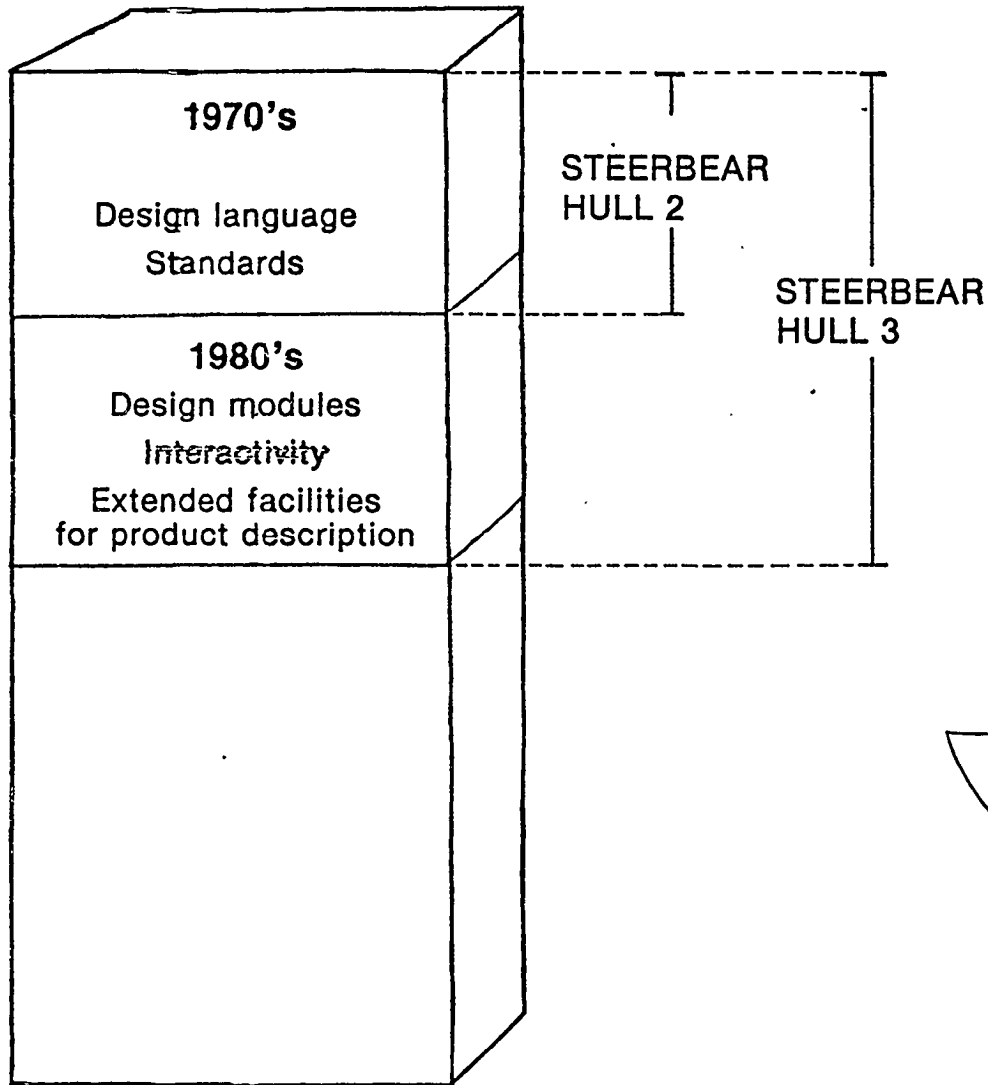 1970's
Design language
Standards
1980's
Design modules
Interactivity
Extended facilities
for product description
STEERBEAR
HULL 2
STEERBEAR
HULL 3